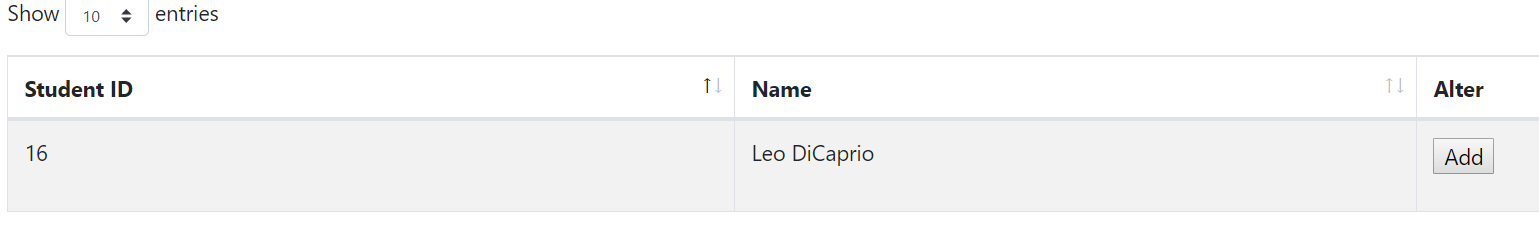 Show 10 entries
Student ID Name Alter
16 Leo DiCaprio Add